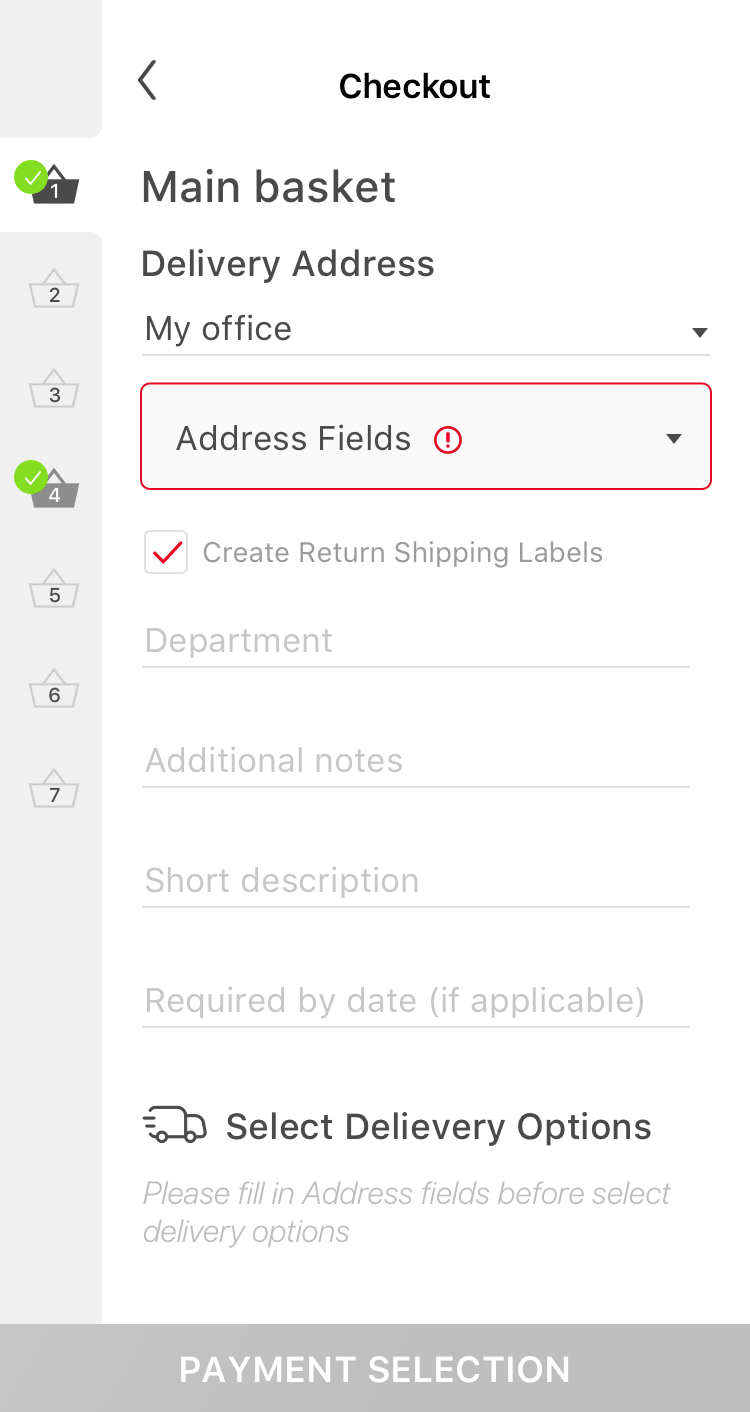 Checkout
1
Main basket
2
Delivery Address
My office
3
Address Fields
4
Create Return Shipping Labels
5
Department
6
Additional notes
7
Short description
Required by date (if applicable)
Select Delievery Options
Please fill in Address fields before select
delivery options
PAYMENT SELECTION